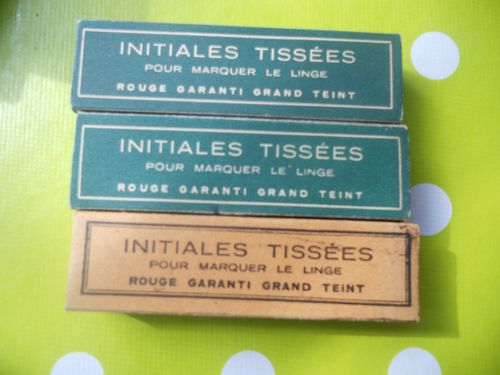 INITIALES TISSÉES
POUR MARQUER LE LINGE
ROUGE GARANTI GRAND TEINT
INITIALES TISSÉES
POUR MARQUER LE LINGE
ROUGE GARANTI GRAND TEINT
INITIALES TISSÉES
POUR MARQUER LE LINGE
ROUGE GARANTI GRAND TEINT